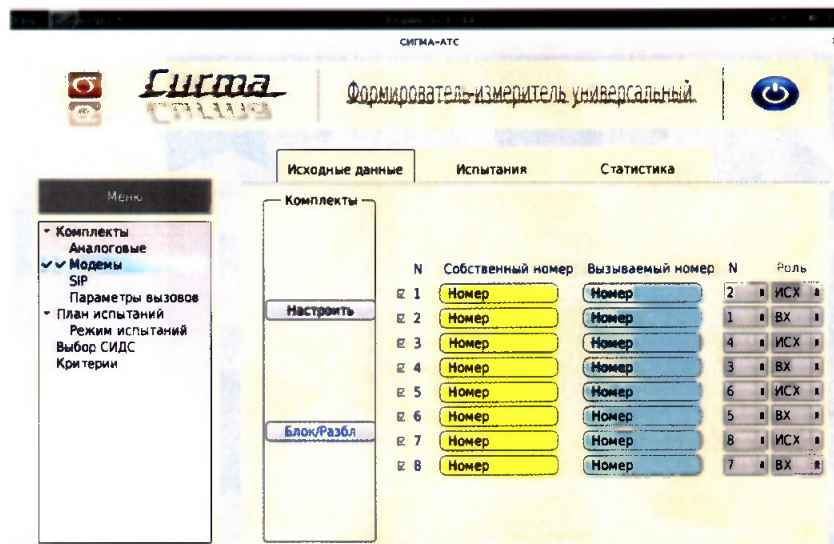 СИГМА-АТС
Сигма
Формирователь-измеритель универсальный
Исходные данные Испытания Статистика
Меню
Комплекты
Комплекты
Аналоговые
Модемы
SIP
Параметры вызовов
План испытаний
Режим испытаний
Выбор СИДС
Критерии
Настроить
Блок/Разбл
N Собственный номер Вызываемый номер N Роль
1 Номер Номер 2 ИСХ
2 Номер Номер 1 ВХ
3 Номер Номер 4 ИСХ
4 Номер Номер 3 ВХ
5 Номер Номер 6 ИСХ
6 Номер Номер 5 ВХ
7 Номер Номер 8 ИСХ
8 Номер Номер 7 ВХ